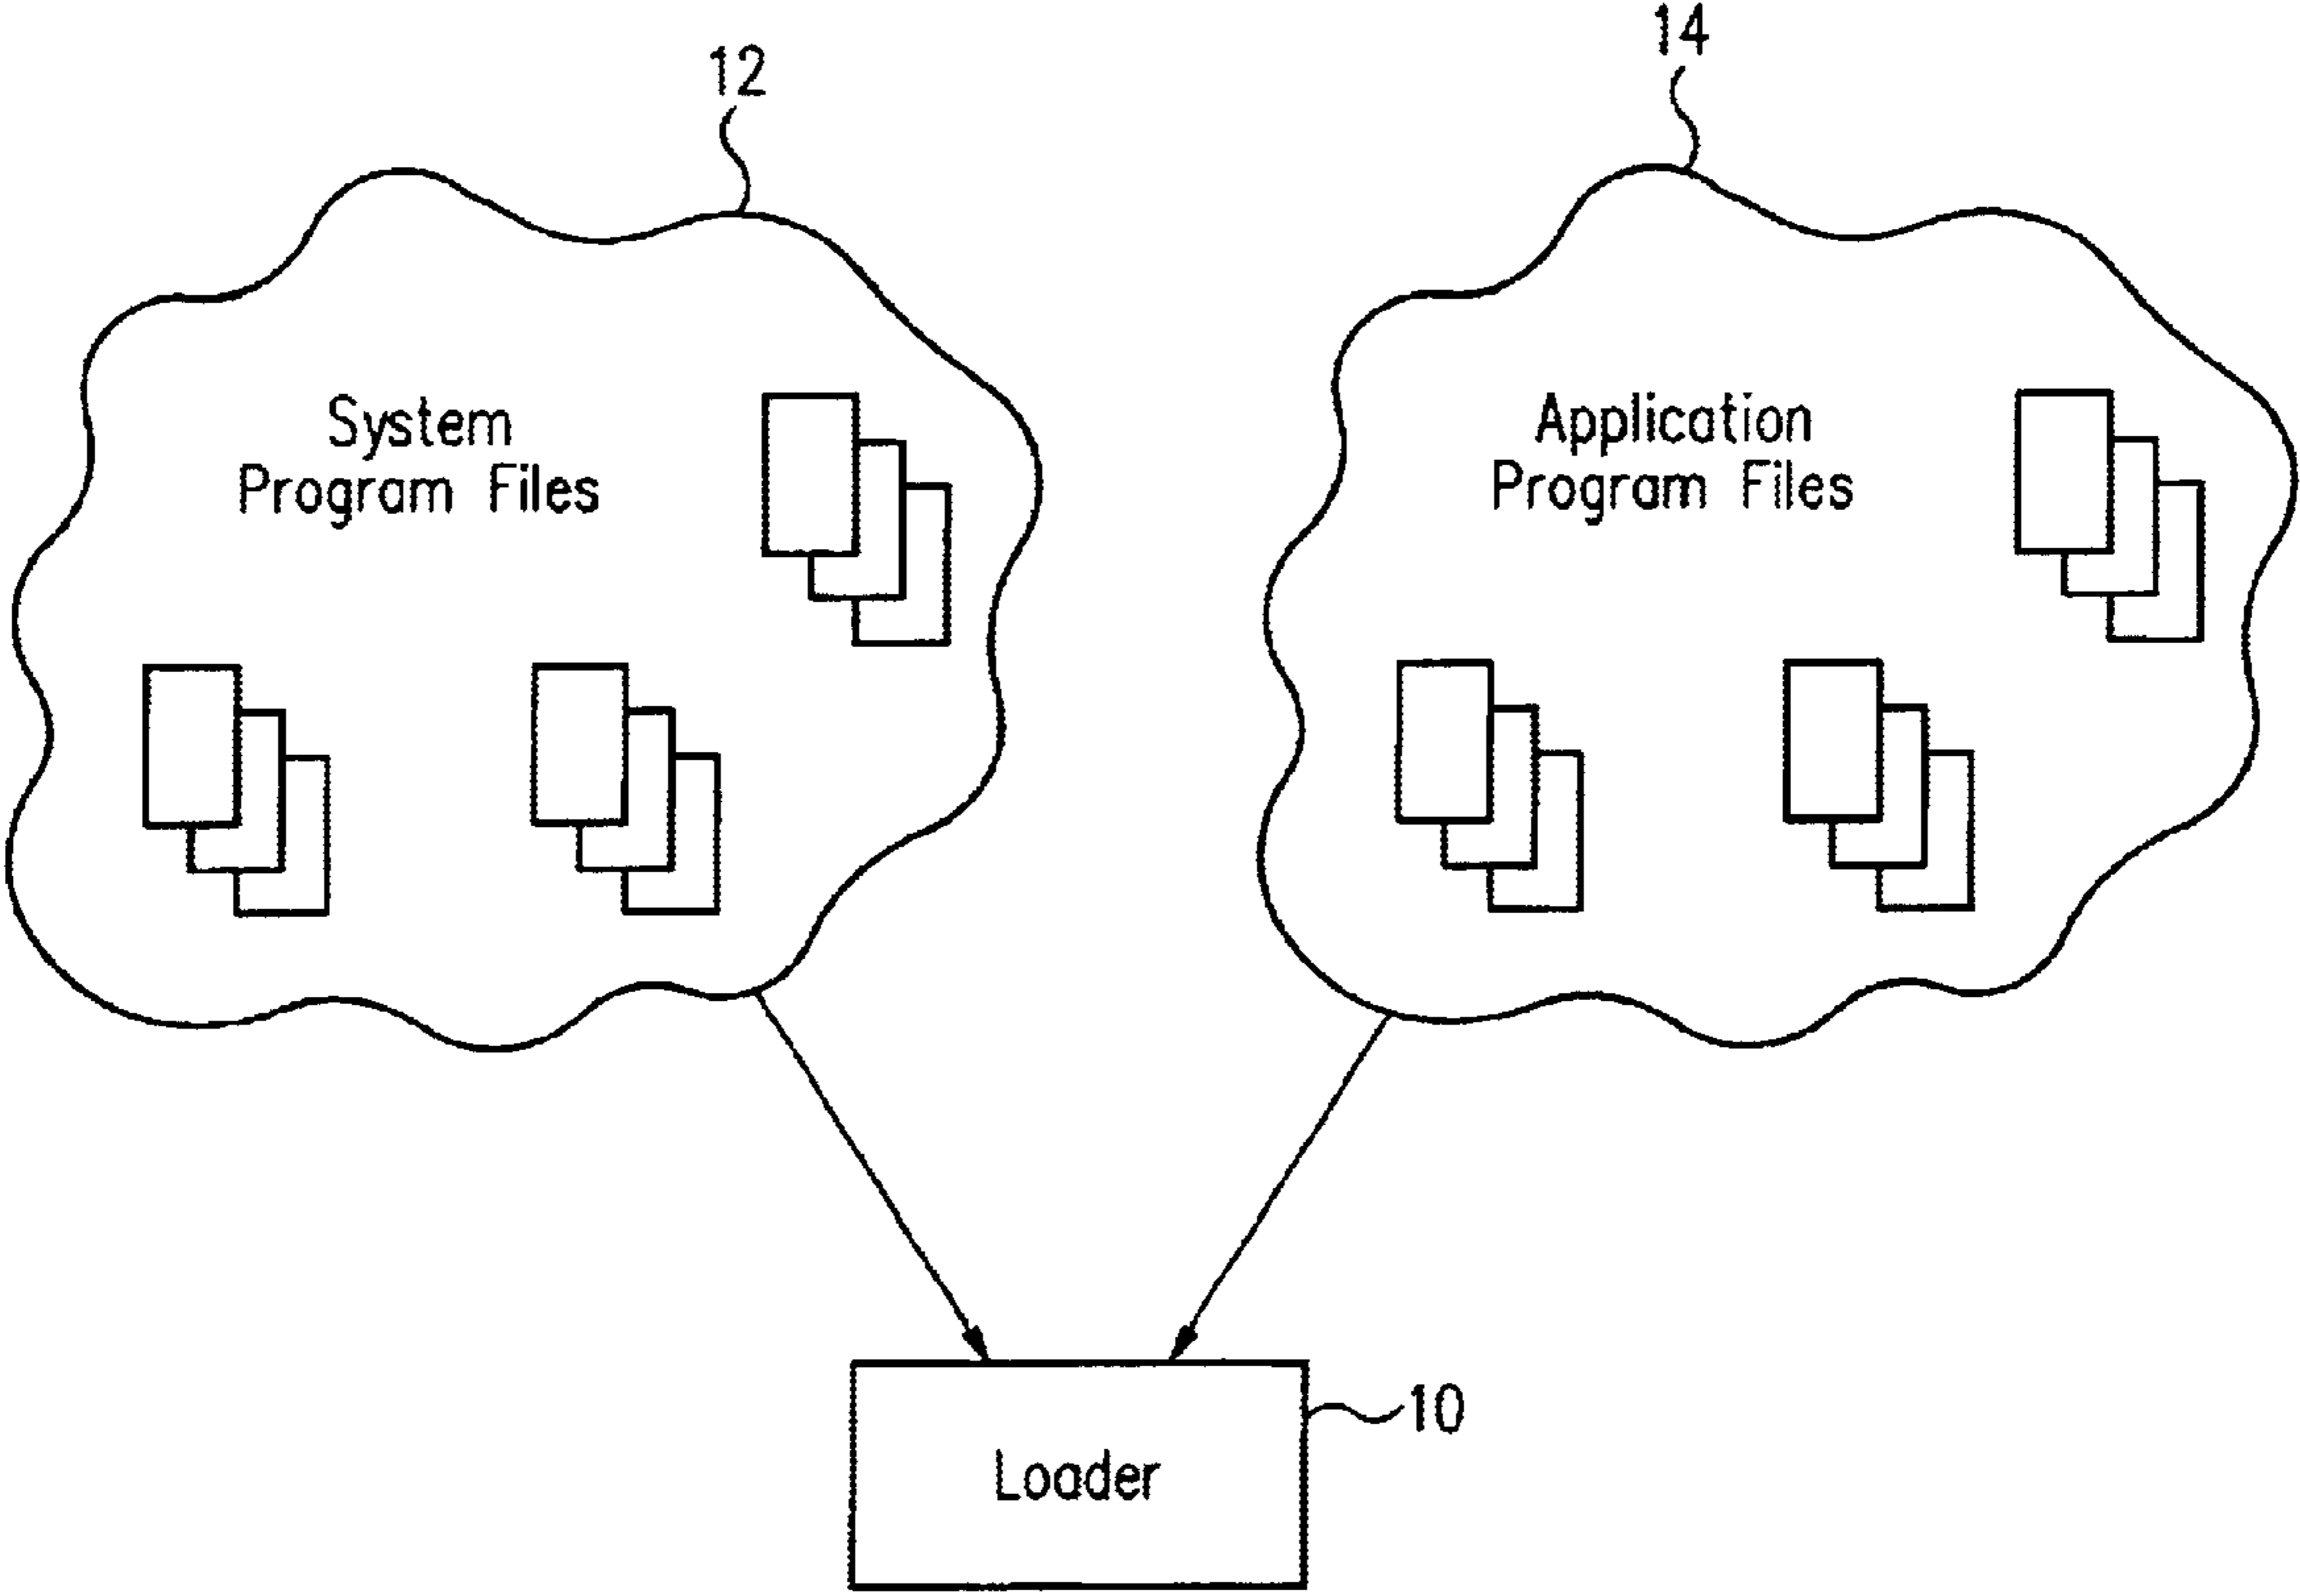 12
14
System
Program Files
Application
Program Files
10
Loader